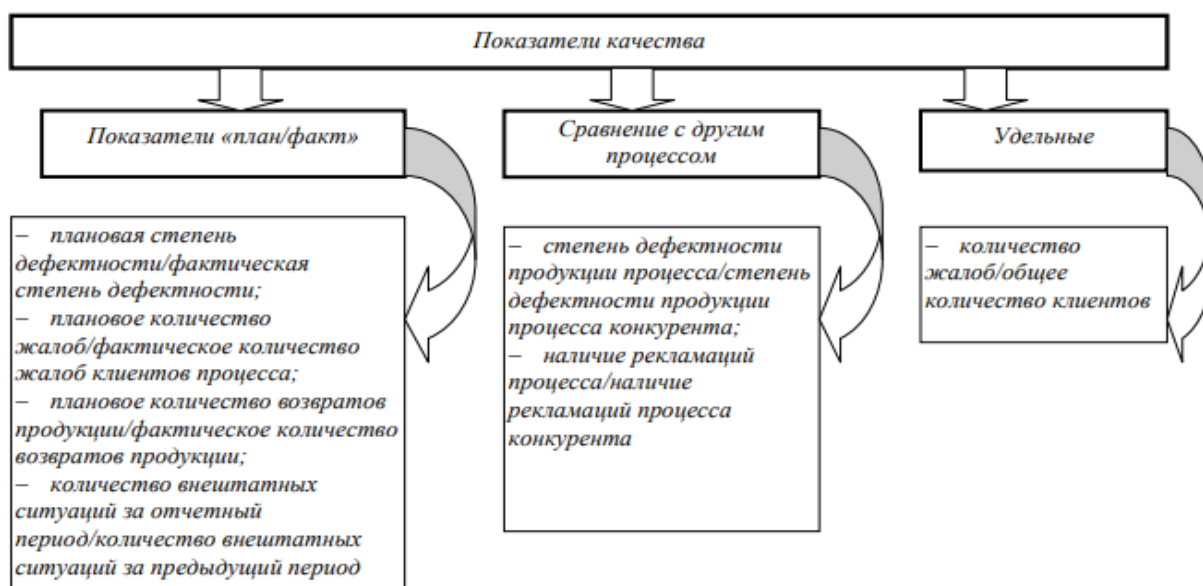 Показатели качества
Показатели «план/факт»
Сравнение с другим
процессом
Удельные
– плановая степень
дефектности/фактическая
степень дефектности;
– плановое количество
жалоб/фактическое количество
жалоб клиентов процесса;
– плановое количество возвратов
продукции/фактическое количество
возвратов продукции;
– количество внештатных
ситуаций за отчетный
период/количество внештатных
ситуаций за предыдущий период
– степень дефектности
продукции процесса/степень
дефектности продукции
процесса конкурента;
– наличие рекламаций
процесса/наличие
рекламаций процесса
конкурента
– количество
жалоб/общее
количество клиентов